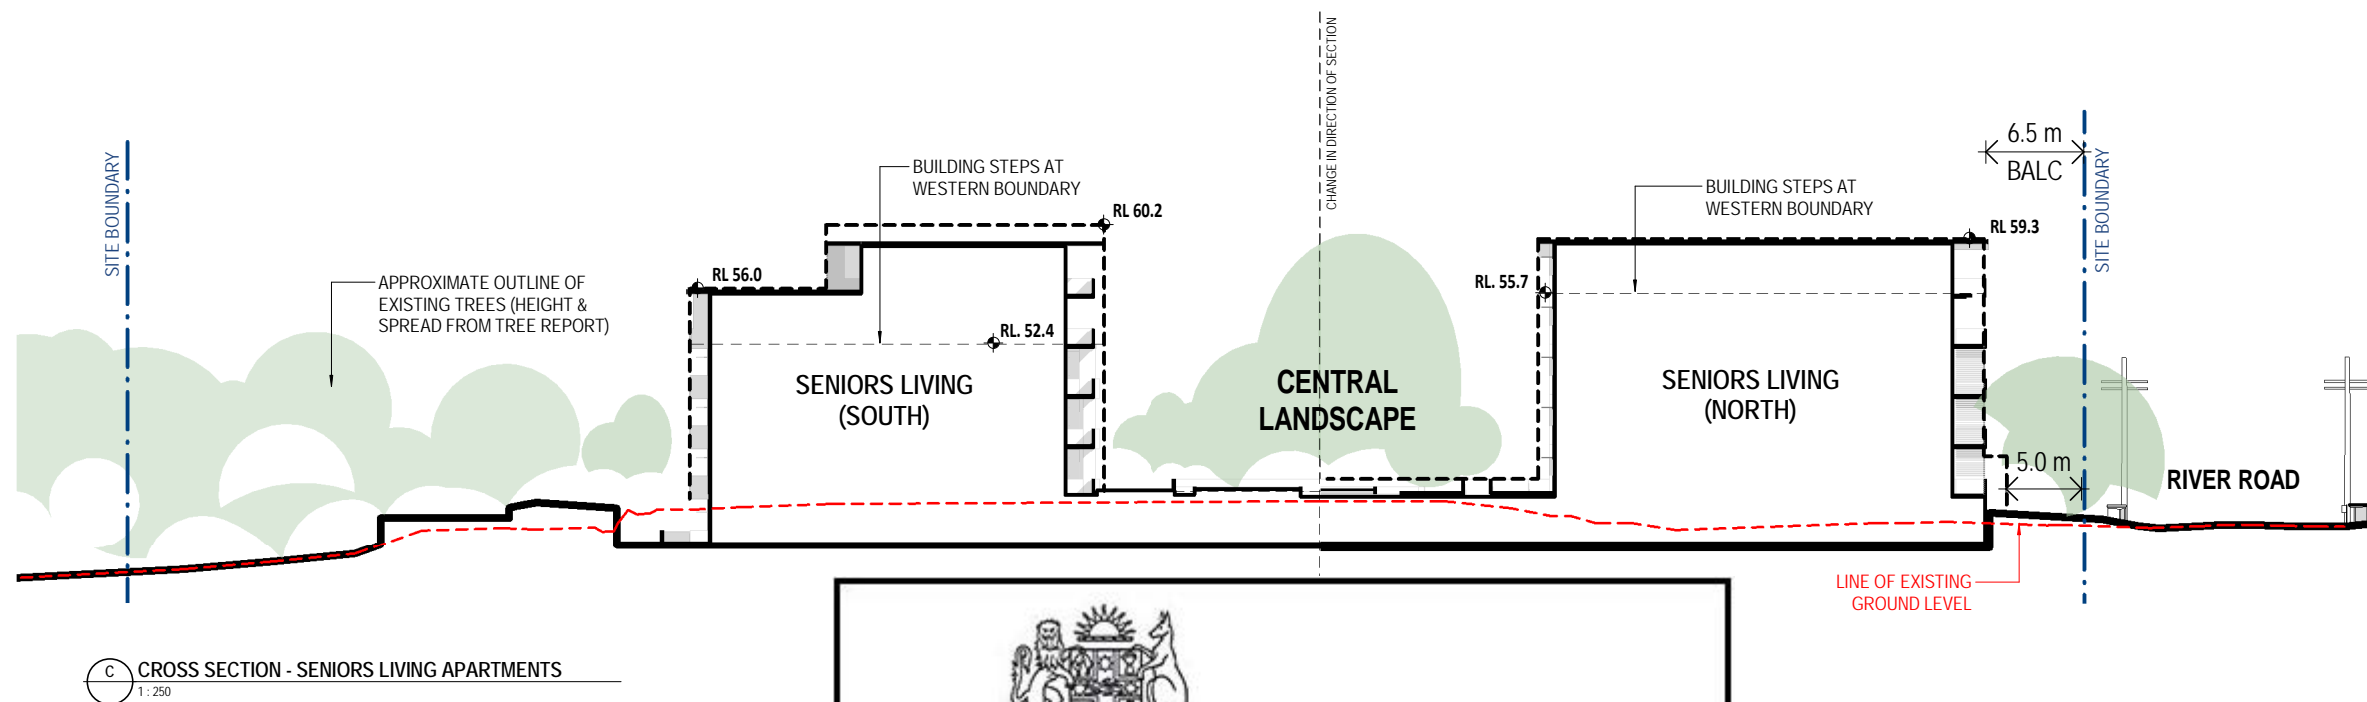 CHANGE IN DIRECTION OF SECTION
SITE BOUNDARY
BUILDING STEPS AT
WESTERN BOUNDARY
RL 60.2
BUILDING STEPS AT
WESTERN BOUNDARY
6.5 m
BALC
SITE BOUNDARY
RL 59.3
APPROXIMATE OUTLINE OF
EXISTING TREES (HEIGHT &
SPREAD FROM TREE REPORT)
RL 56.0
RL. 55.7
RL. 52.4
SENIORS LIVING
(SOUTH)
CENTRAL
LANDSCAPE
SENIORS LIVING
(NORTH)
5.0 m
RIVER ROAD
LINE OF EXISTING
GROUND LEVEL
C
CROSS SECTION - SENIORS LIVING APARTMENTS
1 : 250